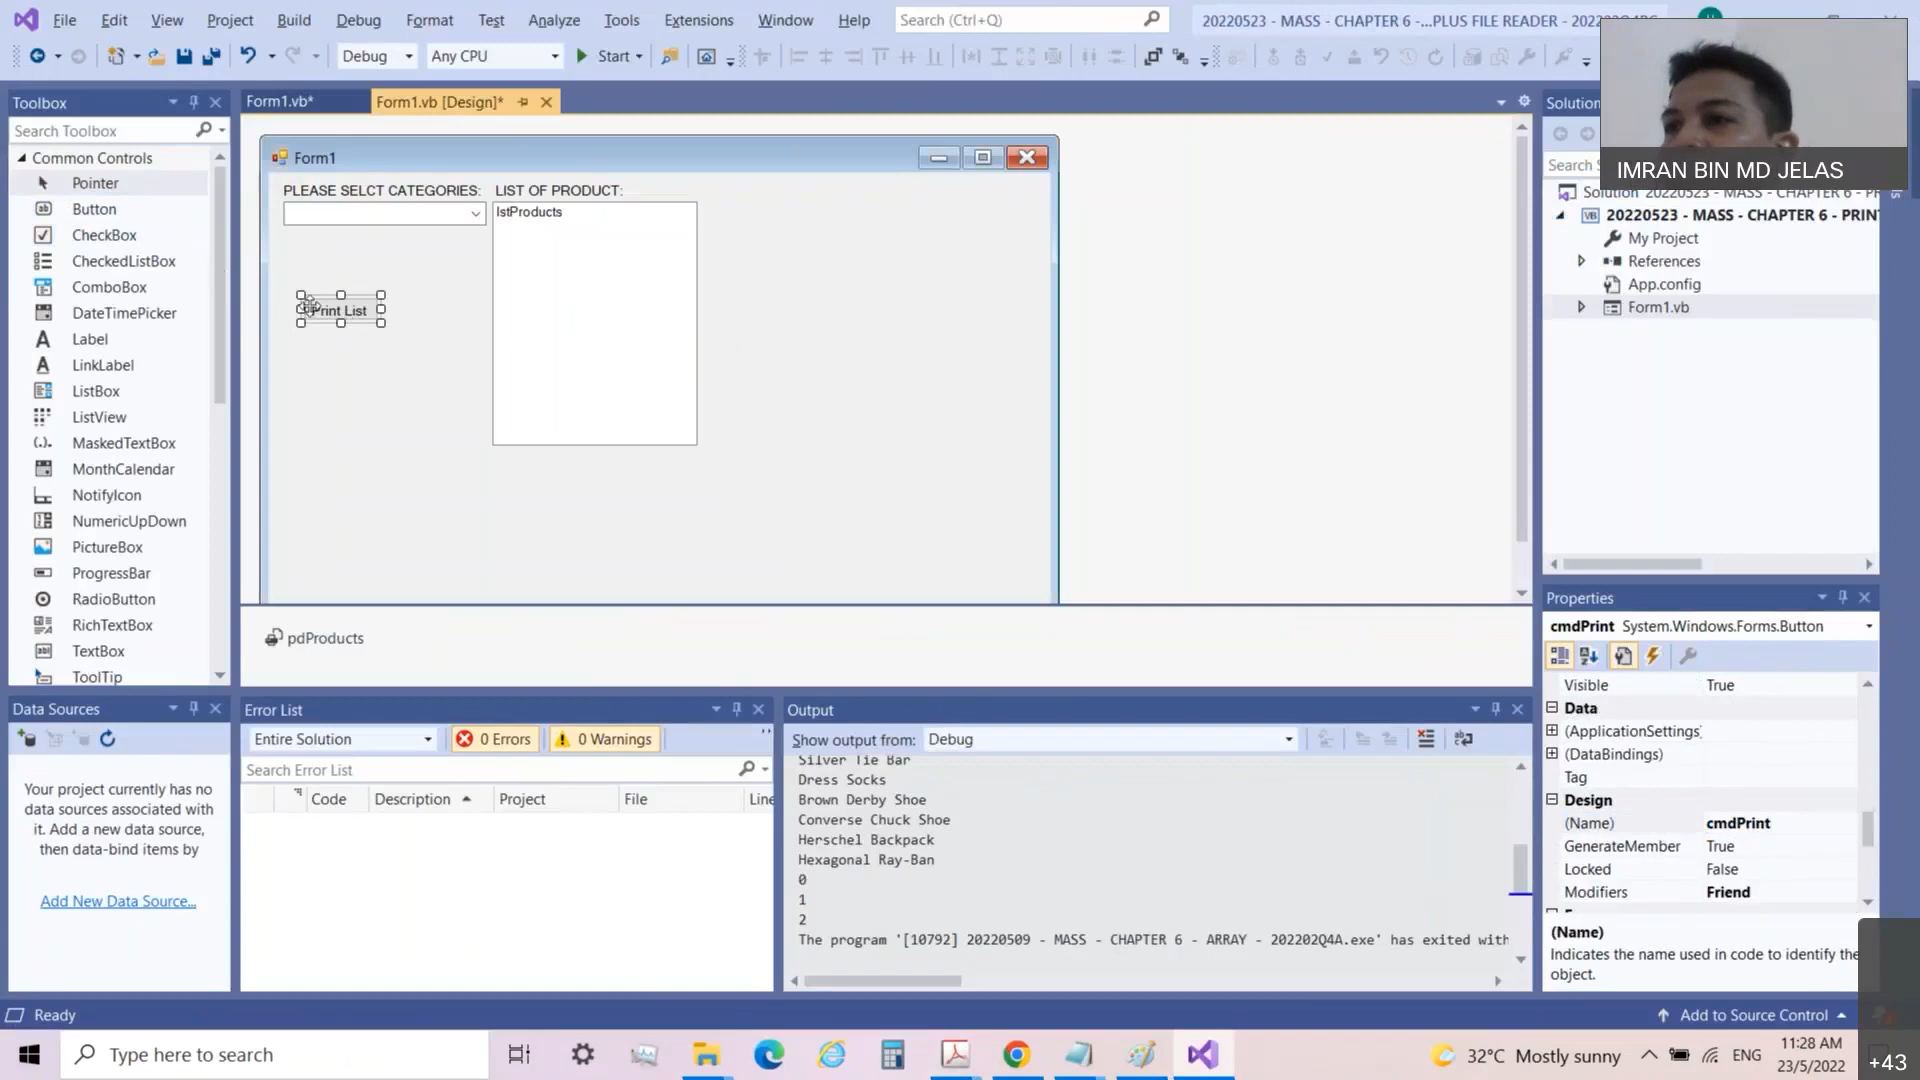 File Edit View Project Build Debug Format Test Analyze Tools Extensions Window Help Search (Ctrl+Q) 20220523 - MASS - CHAPTER 6 -...PLUS FILE READER -
Debug Any CPU Start
IMRAN BIN MD JELAS
Toolbox
Search Toolbox
Common Controls
Pointer
Button
CheckBox
CheckedListBox
ComboBox
DateTimePicker
Label
LinkLabel
ListBox
ListView
MaskedTextBox
MonthCalendar
NotifyIcon
NumericUpDown
PictureBox
ProgressBar
RadioButton
RichTextBox
TextBox
ToolTip
Form1.vb* Form1.vb [Design]*
Form1
PLEASE SELCT CATEGORIES: LIST OF PRODUCT:
lstProducts
Print List
pdProducts
Search
Solution 20220523 - MASS - CHAPTER 6 -
20220523 - MASS - CHAPTER 6 - PRINT
My Project
References
App.config
Form1.vb
Properties
cmdPrint System.Windows.Forms.Button
Visible True
Data
(ApplicationSettings)
(DataBindings)
Tag
Design
(Name) cmdPrint
GenerateMember True
Locked False
Modifiers Friend
(Name)
Indicates the name used in code to identify the
object.
Data Sources
Your project currently has no
data sources associated with
it. Add a new data source,
then data-bind items by
Add New Data Source...
Error List
Entire Solution 0 Errors 0 Warnings
Search Error List
Code Description Project File Line
Output
Show output from: Debug
Silver Tie Bar
Dress Socks
Brown Derby Shoe
Converse Chuck Shoe
Herschel Backpack
Hexagonal Ray-Ban
0
1
2
The program '[10792] 20220509 - MASS - CHAPTER 6 - ARRAY - 202202Q4A.exe' has exited with
Ready
Add to Source Control
Type here to search
32°C Mostly sunny ENG 11:28 AM
23/5/2022
+43